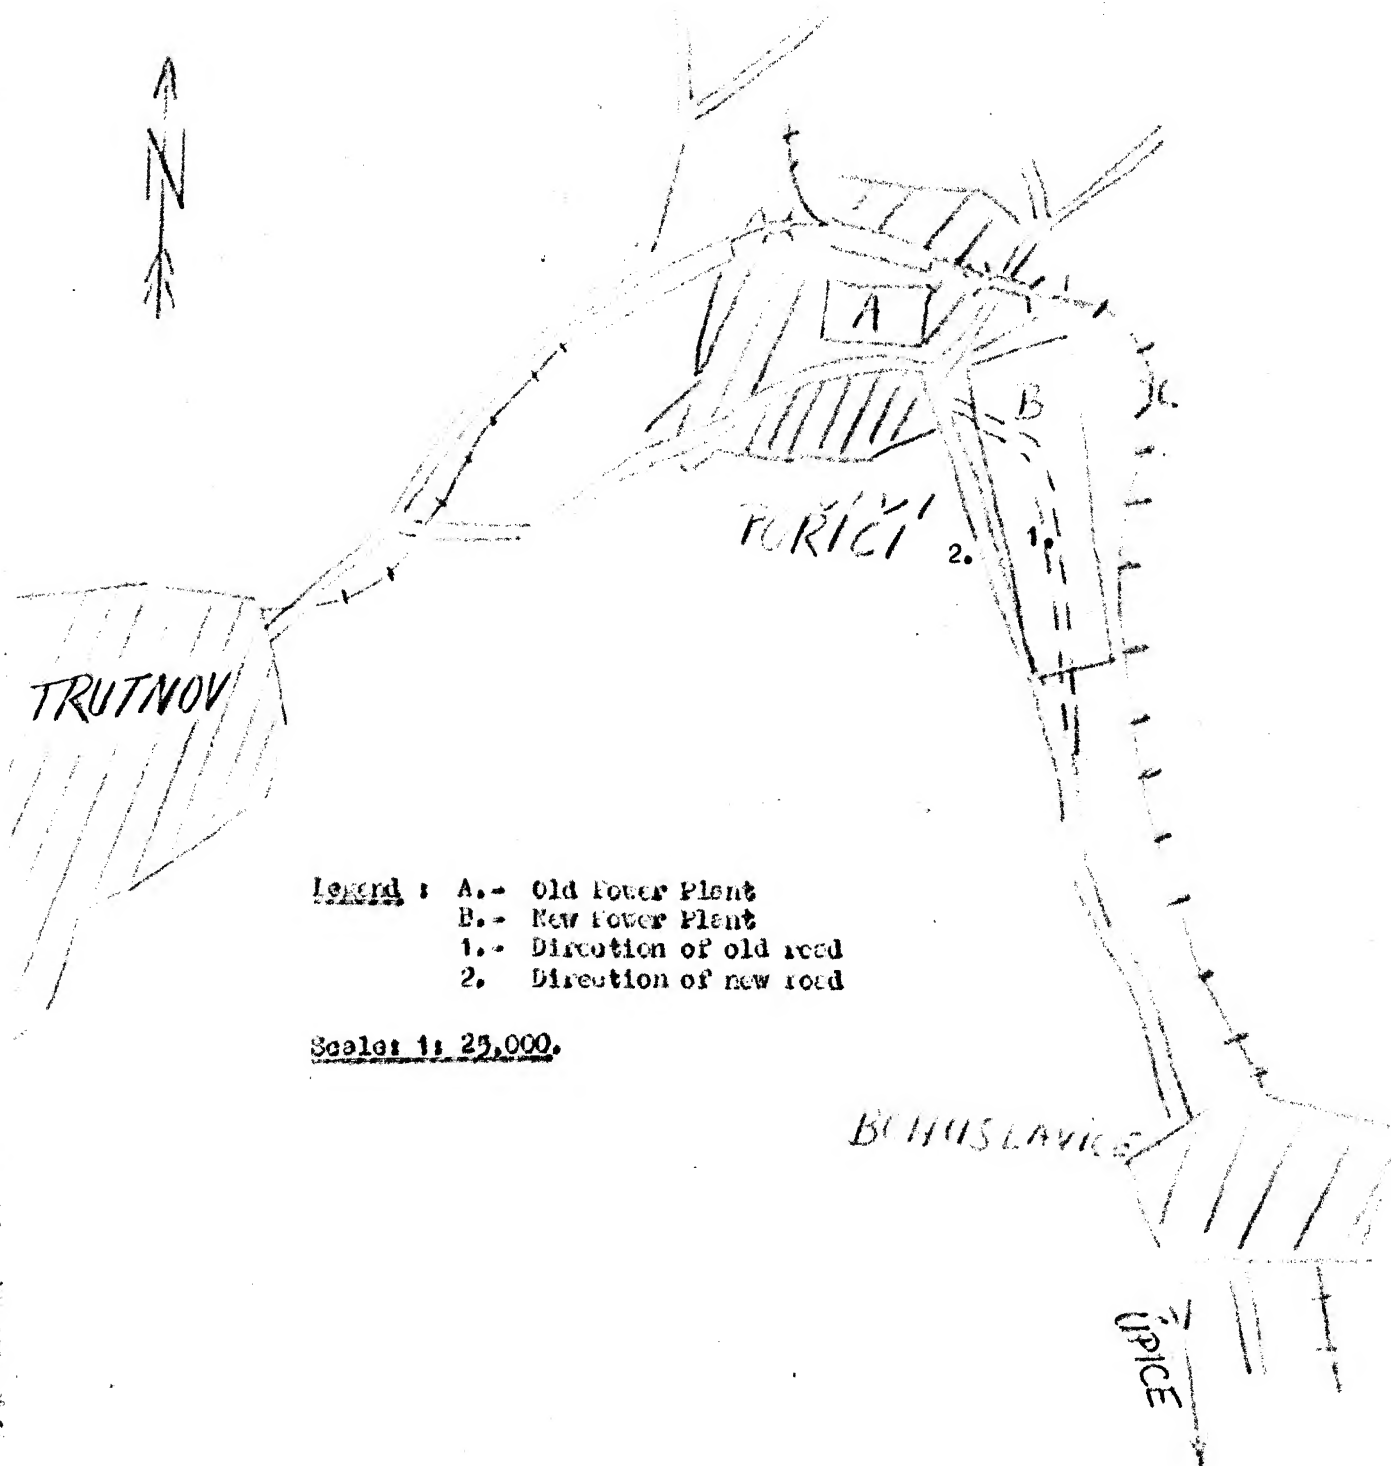 N
A
B
POŘÍČÍ
2.
1.
TRUTNOV
Legend : A.- Old Power Plant
B.- New Power Plant
1.- Direction of old road
2. Direction of new road
Scale: 1: 25,000.
BOHUSLAVICE
ÚPICE